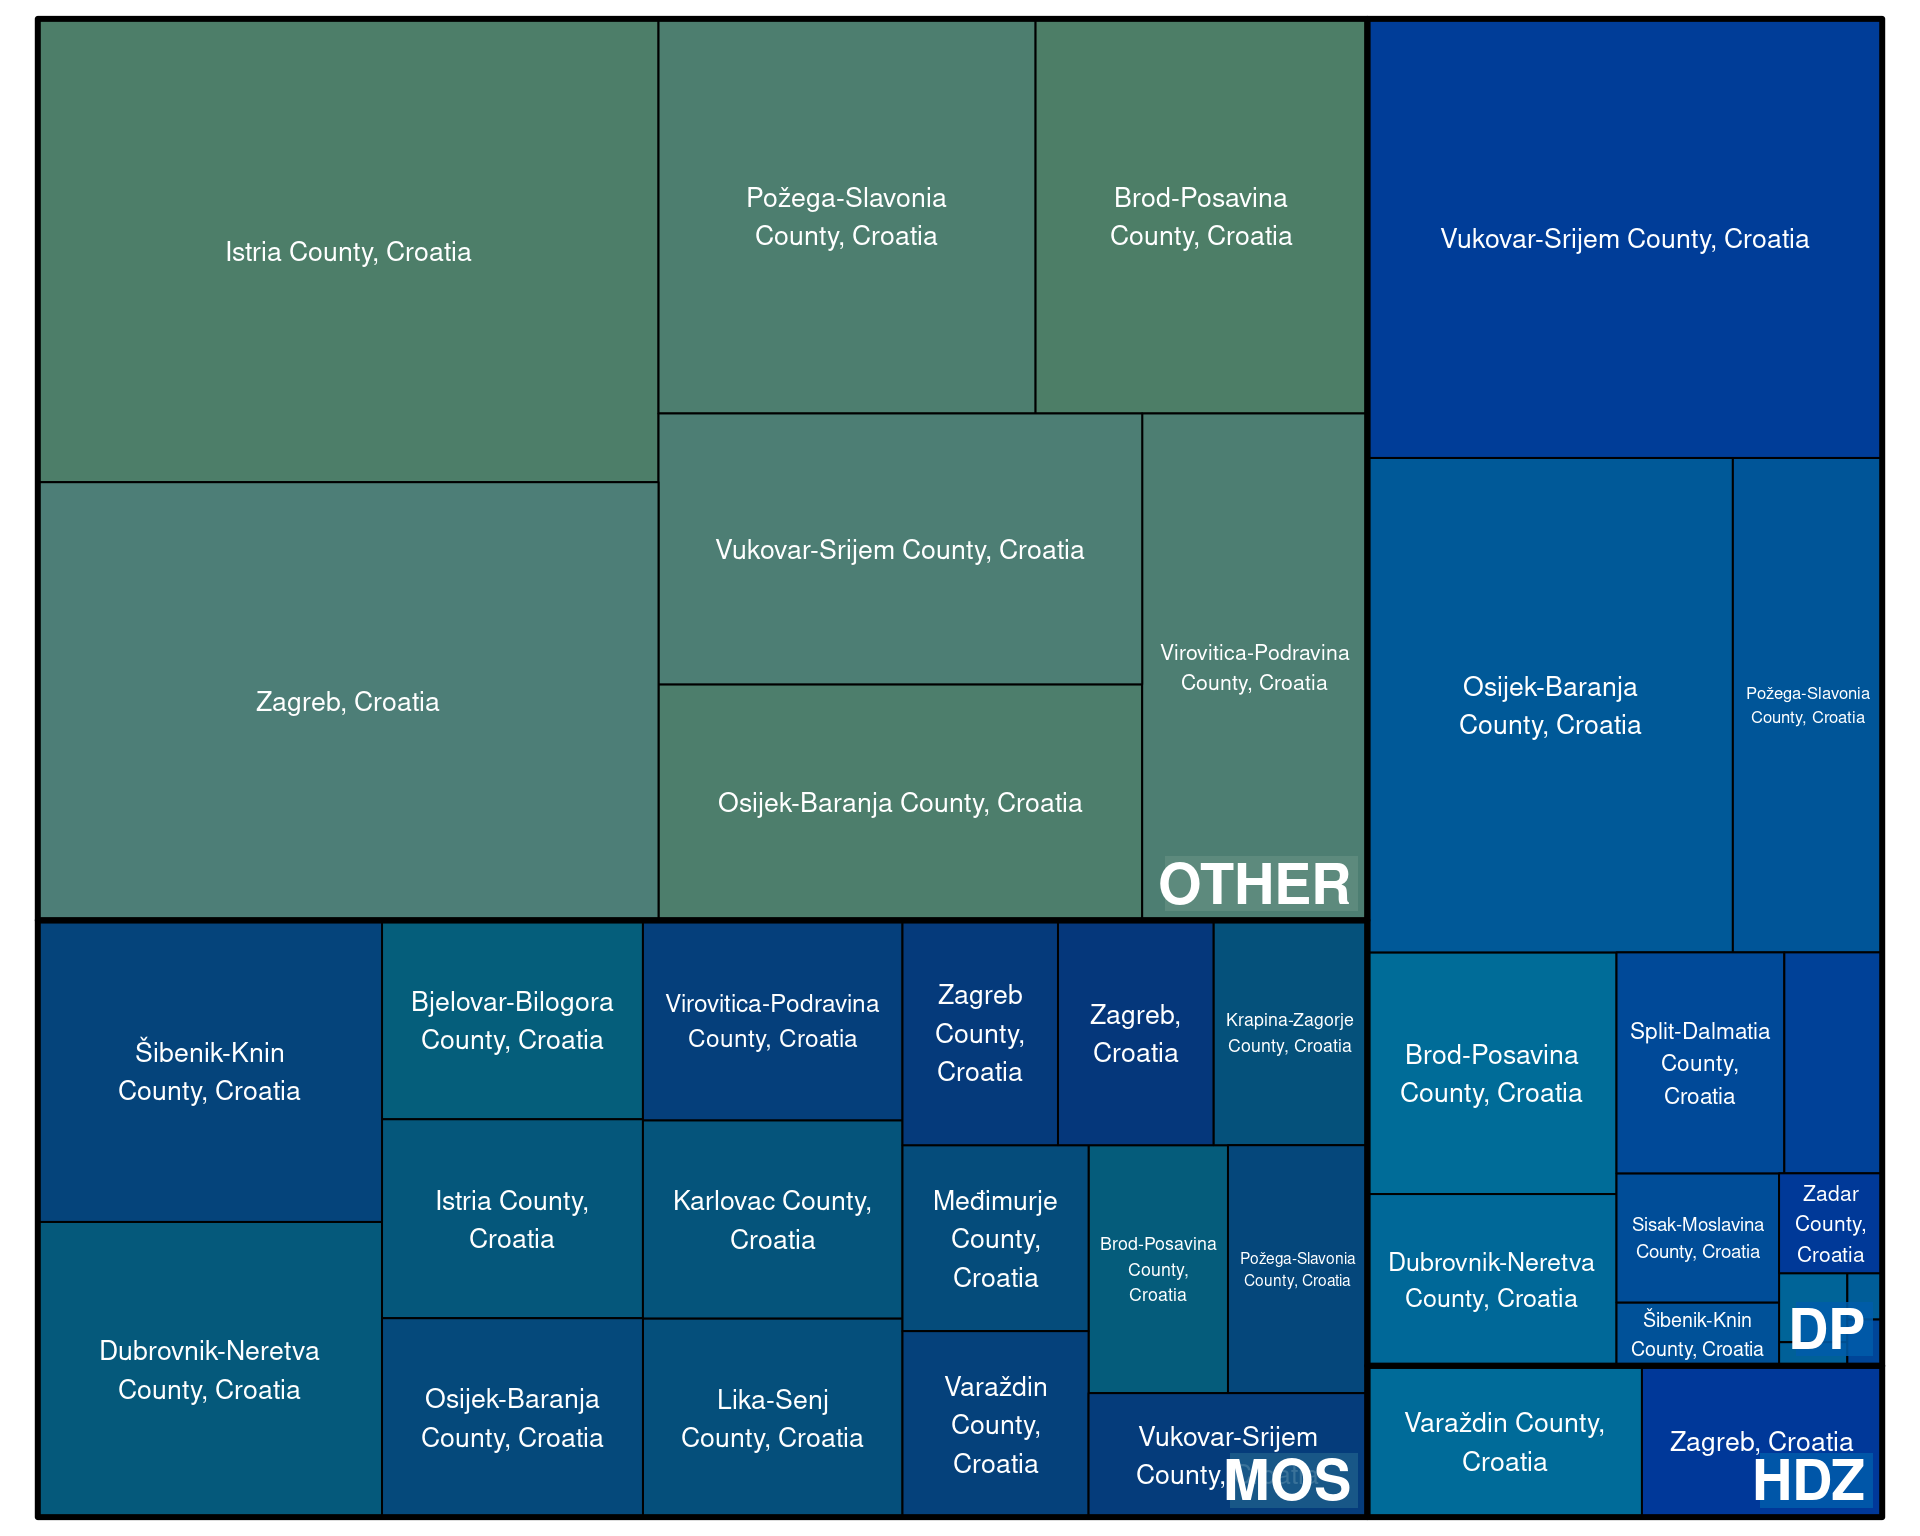 Istria County, Croatia
Požega-Slavonia
County, Croatia
Brod-Posavina
County, Croatia
Vukovar-Srijem County, Croatia
Zagreb, Croatia
Vukovar-Srijem County, Croatia
Virovitica-Podravina
County, Croatia
Osijek-Baranja County, Croatia
OTHER
Osijek-Baranja
County, Croatia
Požega-Slavonia
County, Croatia
Šibenik-Knin
County, Croatia
Bjelovar-Bilogora
County, Croatia
Virovitica-Podravina
County, Croatia
Zagreb
County,
Croatia
Zagreb,
Croatia
Krapina-Zagorje
County, Croatia
Dubrovnik-Neretva
County, Croatia
Istria County,
Croatia
Karlovac County,
Croatia
Međimurje
County,
Croatia
Brod-Posavina
County,
Croatia
Požega-Slavonia
County, Croatia
Osijek-Baranja
County, Croatia
Lika-Senj
County, Croatia
Varaždin
County,
Croatia
Vukovar-Srijem
County,
MOS
Brod-Posavina
County, Croatia
Split-Dalmatia
County,
Croatia
Dubrovnik-Neretva
County, Croatia
Sisak-Moslavina
County, Croatia
Zadar
County,
Croatia
Šibenik-Knin
County, Croatia
DP
Varaždin County,
Croatia
Zagreb, Croatia
HDZ